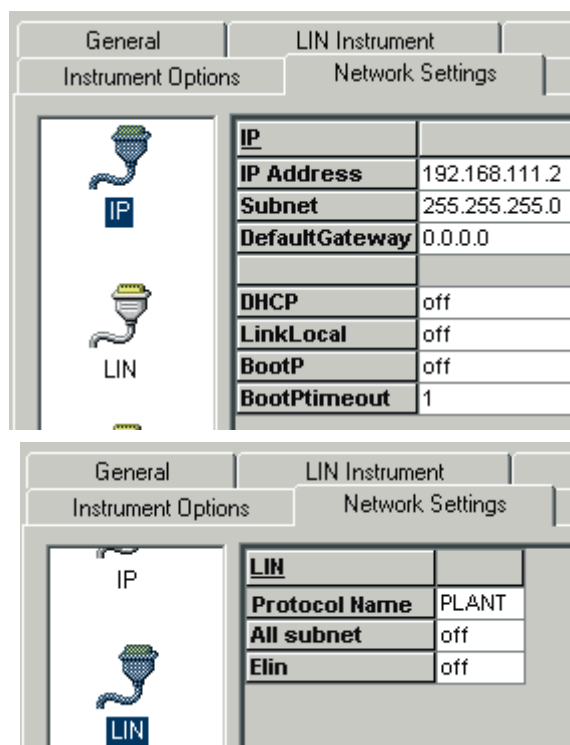 General LIN Instrument
Instrument Options Network Settings
IP
IP
IP Address 192.168.111.2
Subnet 255.255.255.0
DefaultGateway 0.0.0.0
DHCP off
LinkLocal off
BootP off
BootPtimeout 1
LIN
General LIN Instrument
Instrument Options Network Settings
IP
LIN
Protocol Name PLANT
All subnet off
Elin off
LIN